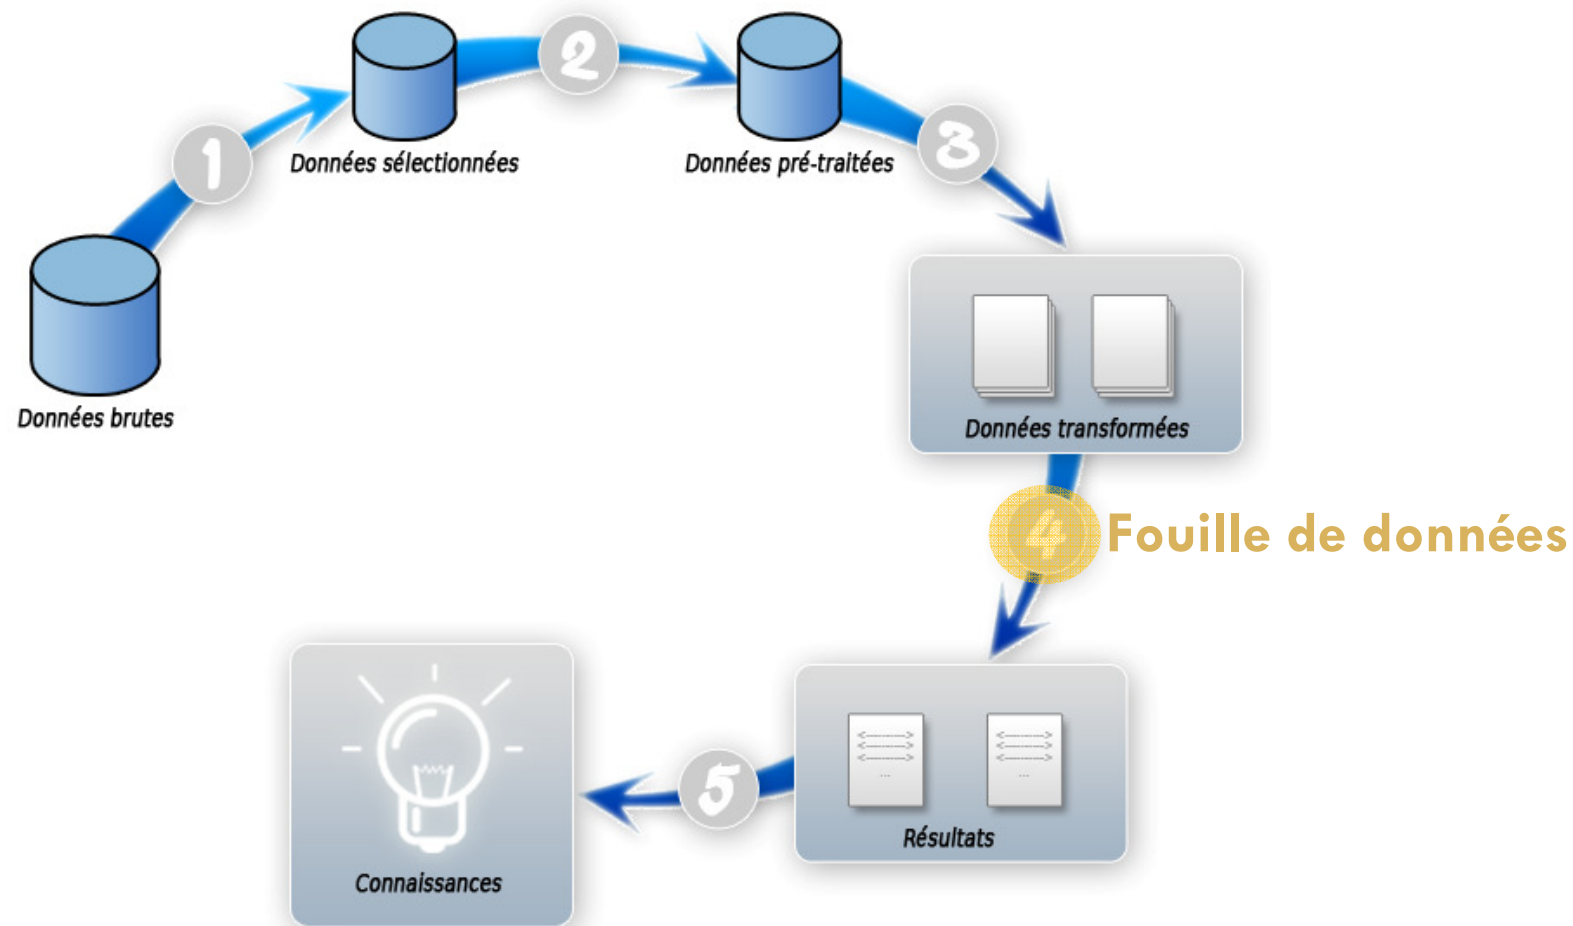 1
Données brutes
Données sélectionnées
2
Données pré-traitées
3
Données transformées
4
Fouille de données
<--------->
<--------->
<--------->
...
<--------->
<--------->
<--------->
...
Résultats
5
Connaissances